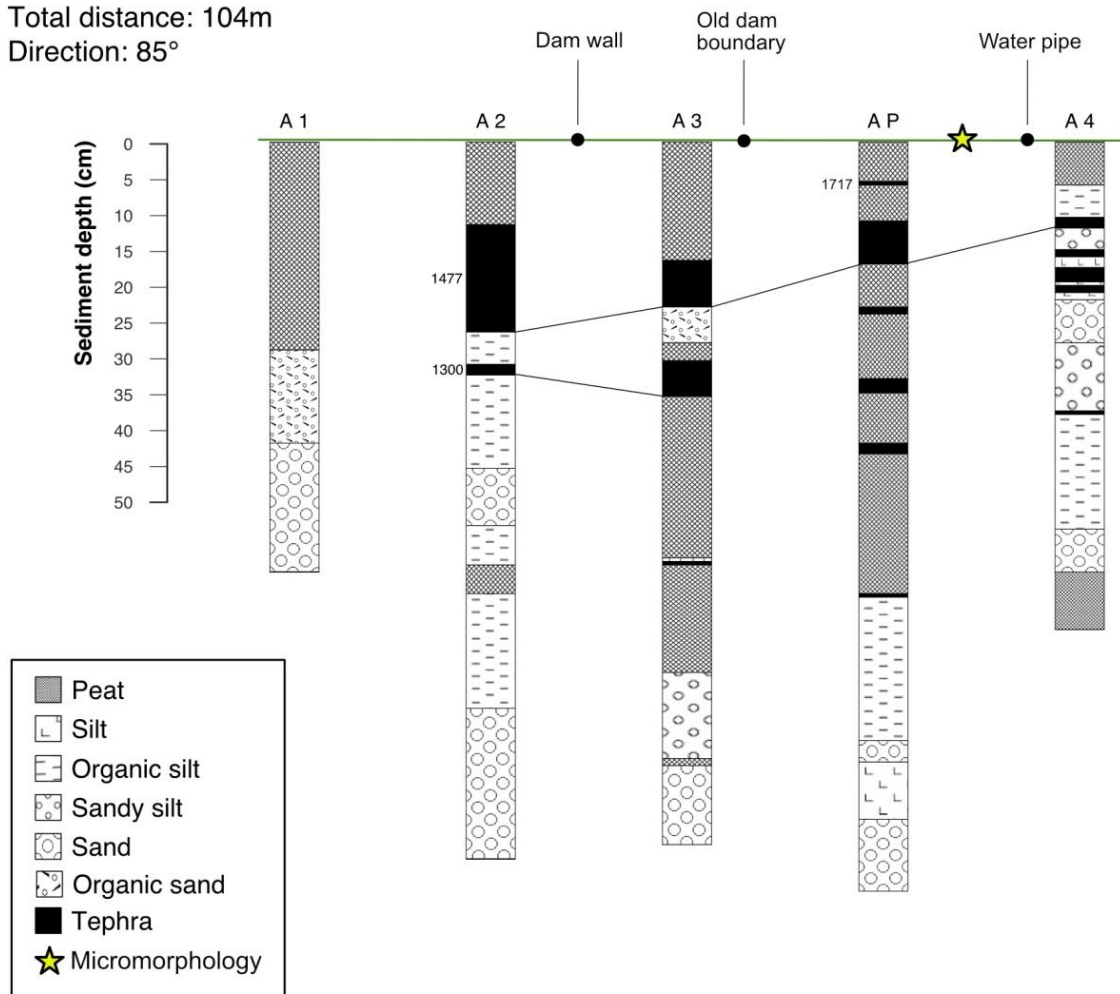 Total distance: 104m
Direction: 85°
Dam wall
Old dam
boundary
Water pipe
A 1
A 2
A 3
A P
A 4
Sediment depth (cm)
0
5
10
15
20
25
30
35
40
45
50
1717
1477
1300
Peat
Silt
Organic silt
Sandy silt
Sand
Organic sand
Tephra
Micromorphology